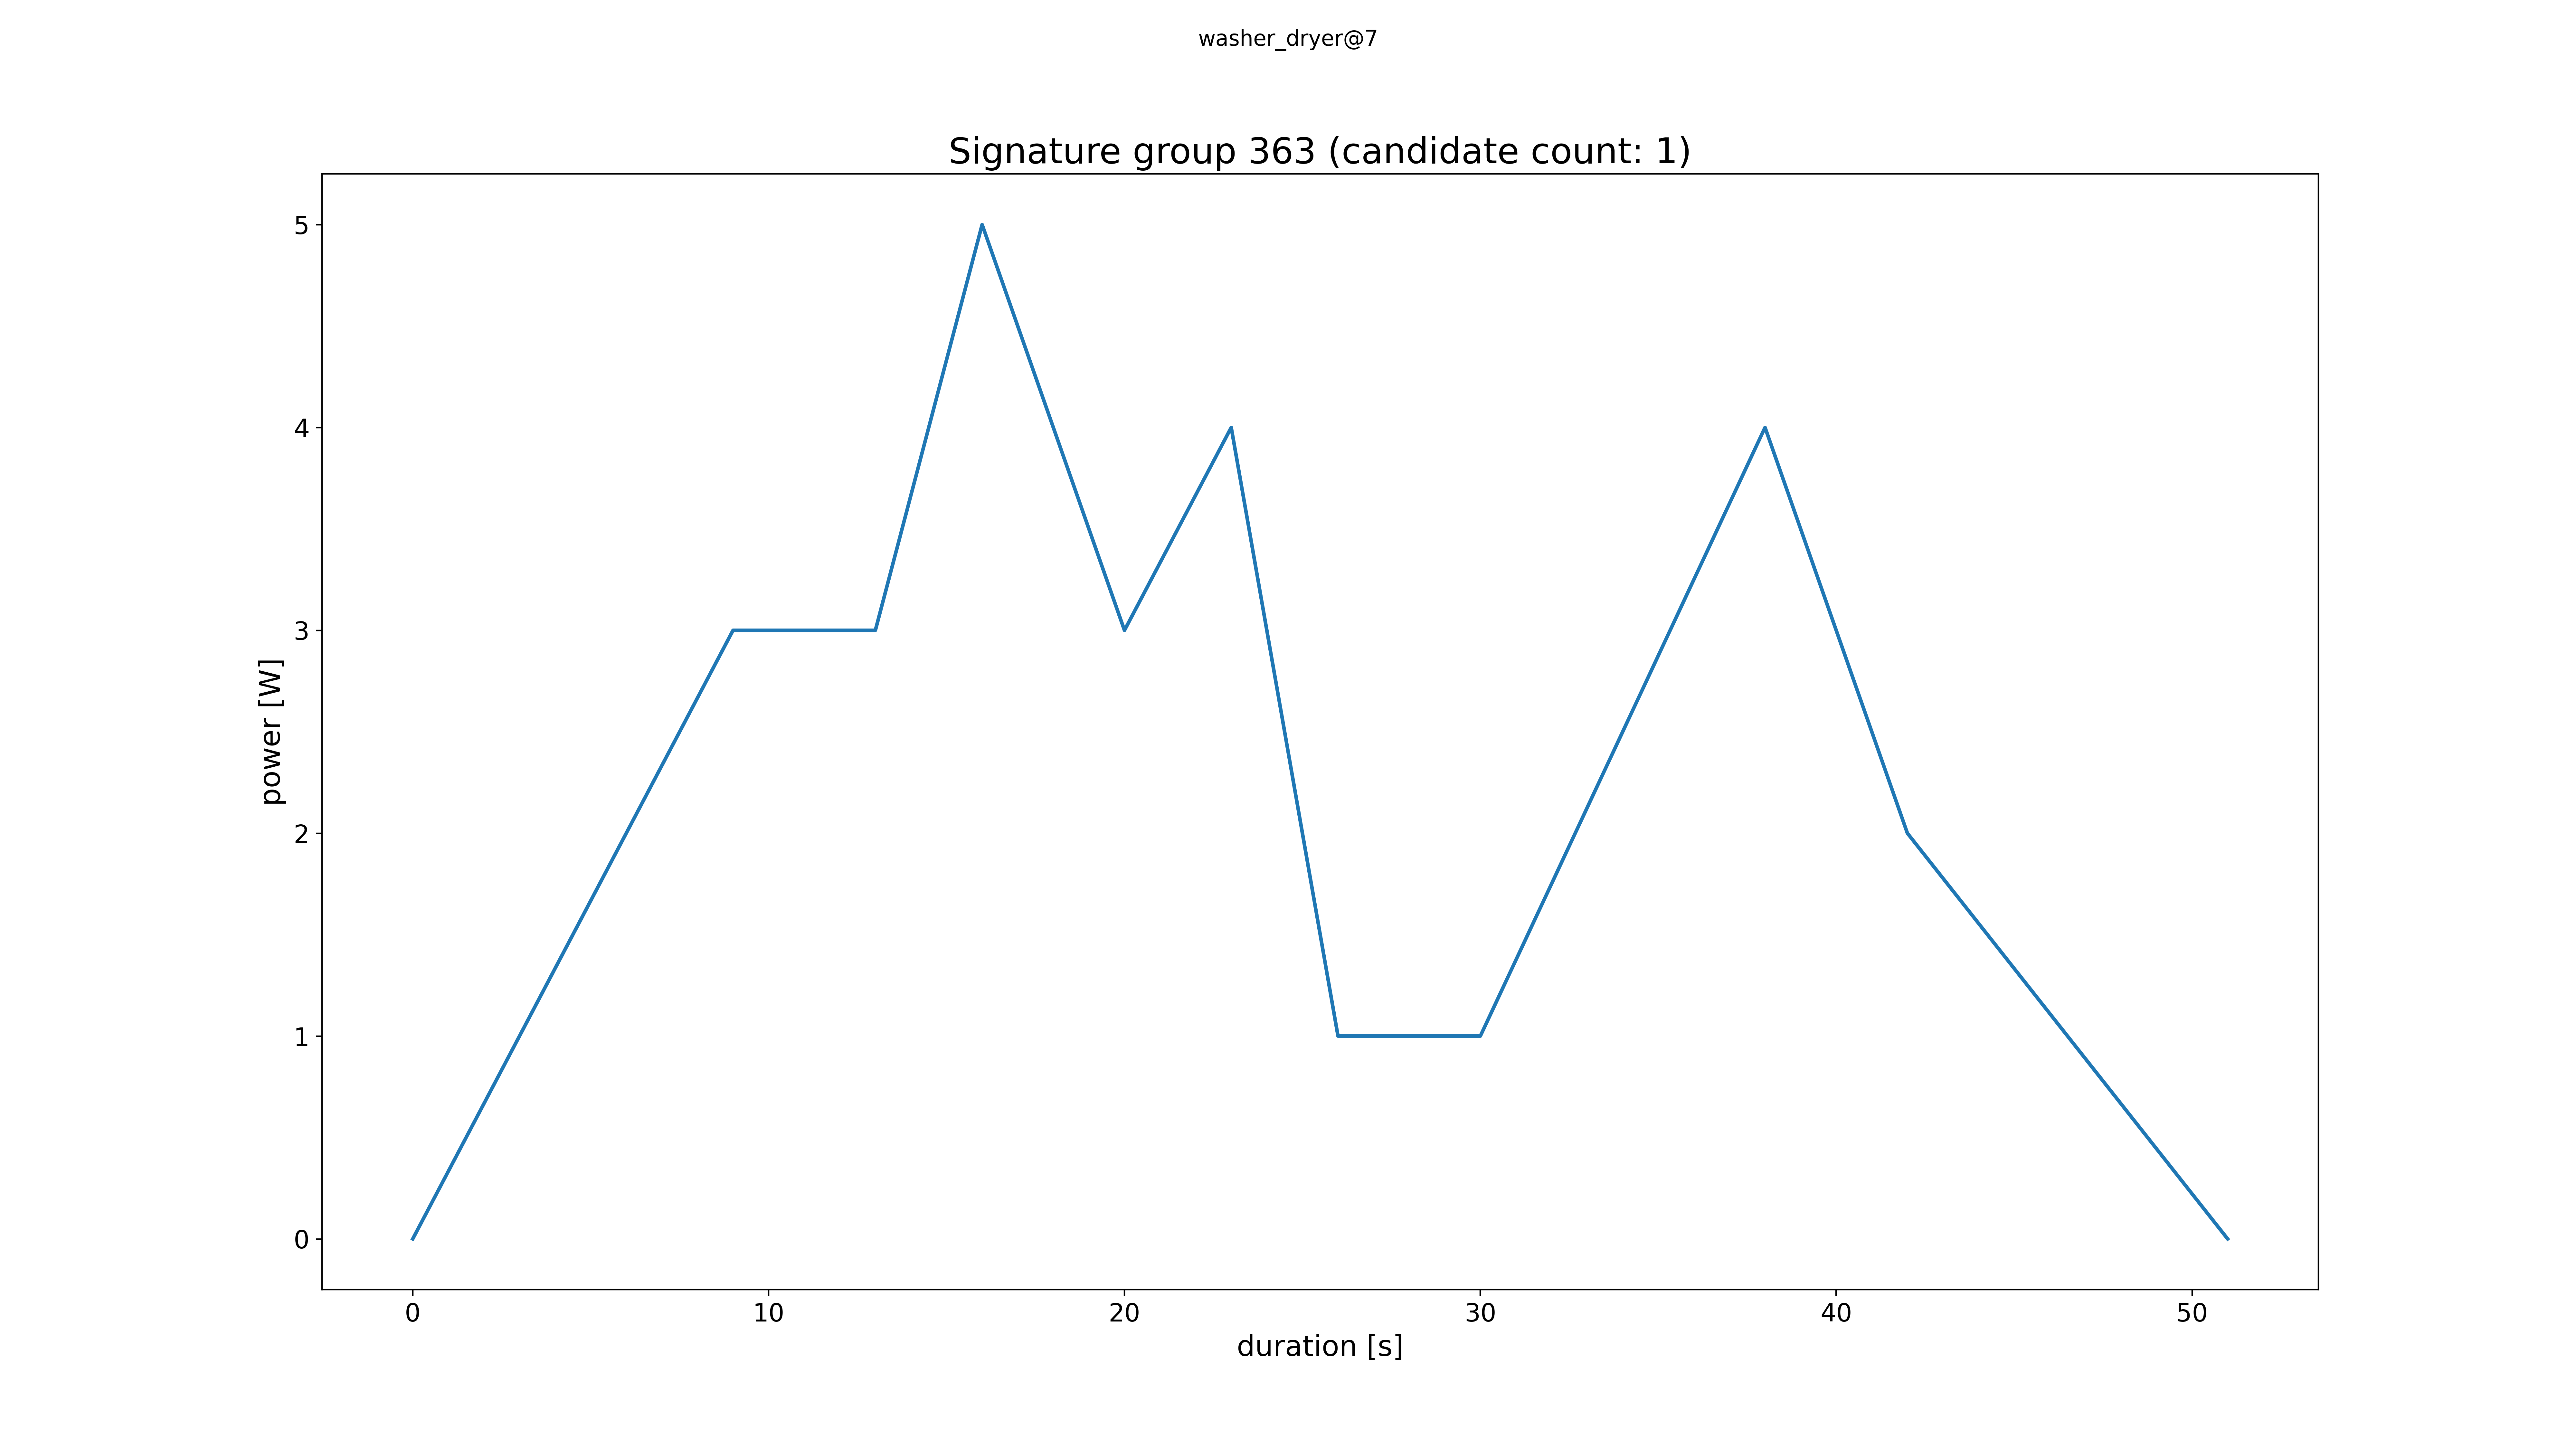 washer_dryer@7
Signature group 363 (candidate count: 1)
5
4
3
2
1
0
power [W]
0 10 20 30 40 50
duration [s]